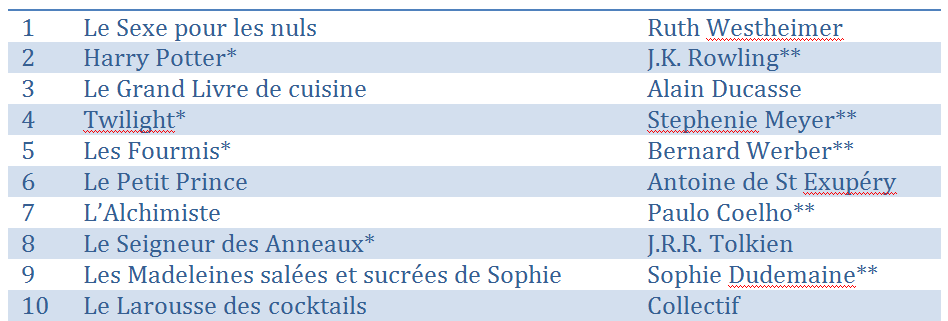 1 Le Sexe pour les nuls Ruth Westheimer
2 Harry Potter* J.K. Rowling**
3 Le Grand Livre de cuisine Alain Ducasse
4 Twilight* Stephenie Meyer**
5 Les Fourmis* Bernard Werber**
6 Le Petit Prince Antoine de St Exupéry
7 L’Alchimiste Paulo Coelho**
8 Le Seigneur des Anneaux* J.R.R. Tolkien
9 Les Madeleines salées et sucrées de Sophie Sophie Dudemaine**
10 Le Larousse des cocktails Collectif